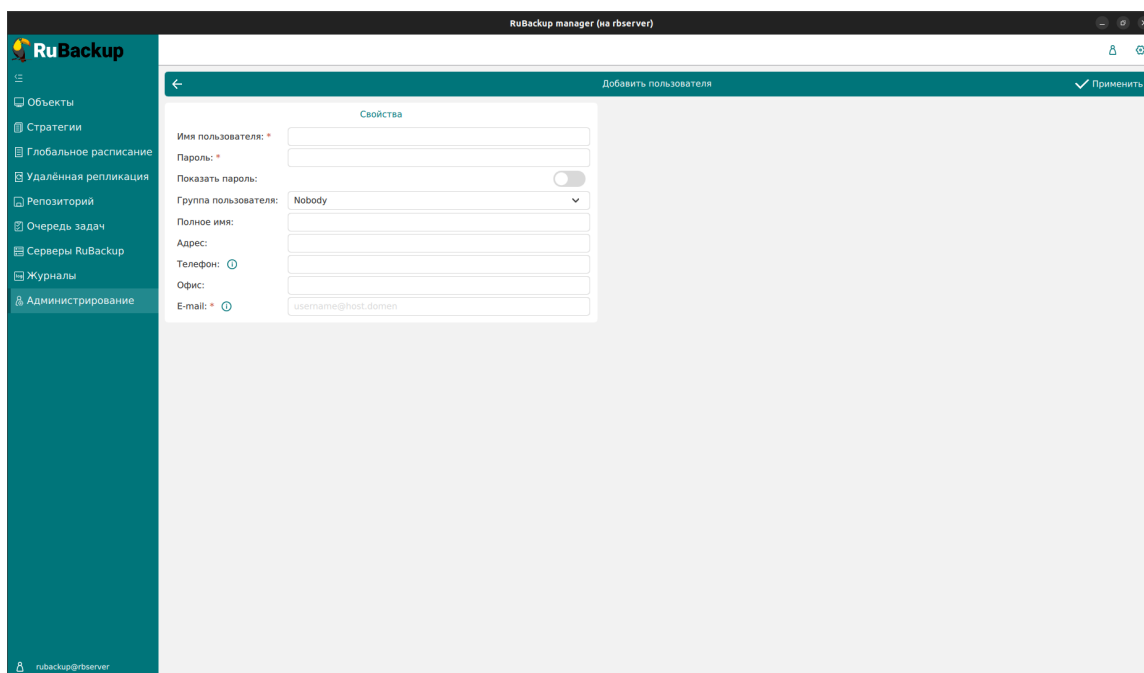 RuBackup manager (на rbserver)
RuBackup
Объекты
Стратегии
Глобальное расписание
Удалённая репликация
Репозиторий
Очередь задач
Серверы RuBackup
Журналы
Администрирование
rubackup@rbserver
Добавить пользователя
Применить
Свойства
Имя пользователя: *
Пароль: *
Показать пароль:
Группа пользователя: Nobody
Полное имя:
Адрес:
Телефон:
Офис:
E-mail: * username@host.domen